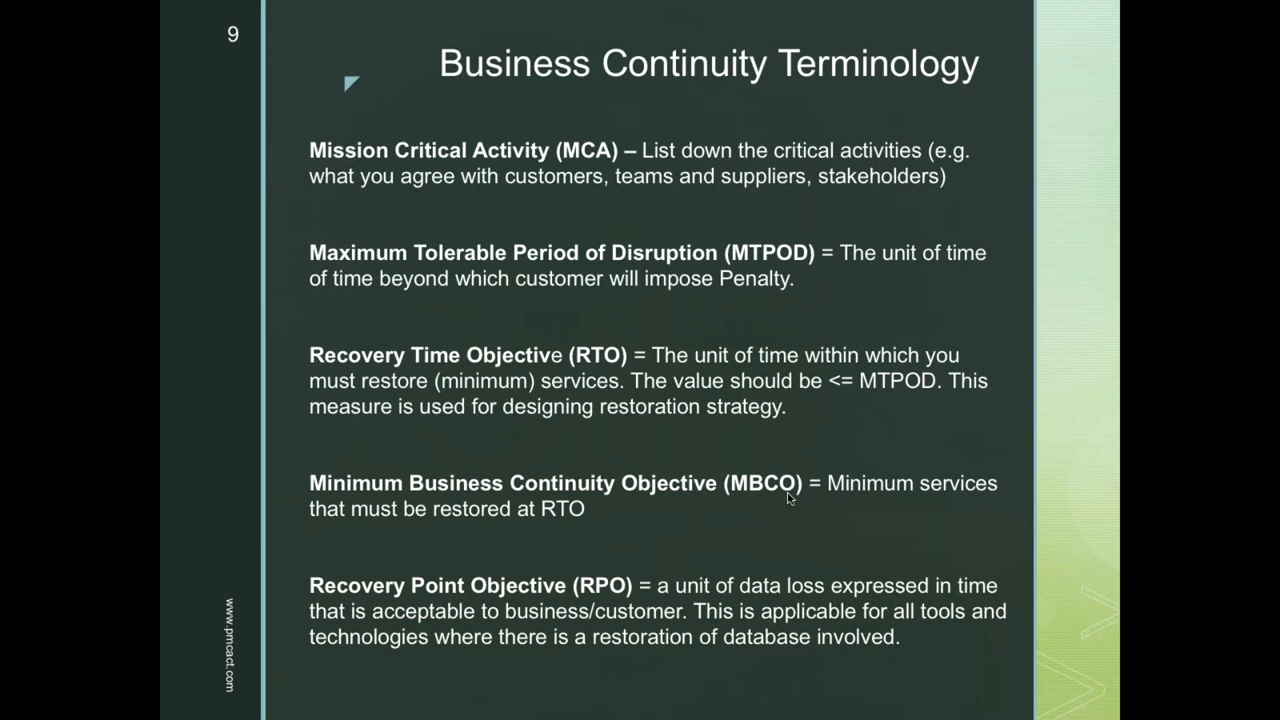 9
Business Continuity Terminology
Mission Critical Activity (MCA) – List down the critical activities (e.g.
what you agree with customers, teams and suppliers, stakeholders)
Maximum Tolerable Period of Disruption (MTPOD) = The unit of time
of time beyond which customer will impose Penalty.
Recovery Time Objective (RTO) = The unit of time within which you
must restore (minimum) services. The value should be <= MTPOD. This
measure is used for designing restoration strategy.
Minimum Business Continuity Objective (MBCO) = Minimum services
that must be restored at RTO
Recovery Point Objective (RPO) = a unit of data loss expressed in time
that is acceptable to business/customer. This is applicable for all tools and
technologies where there is a restoration of database involved.
www.pmcact.com